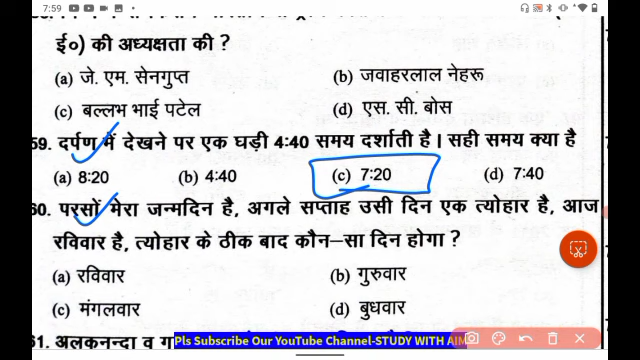 7:59
ई०) की अध्यक्षता की ?
(a) जे. एम. सेनगुप्त (b) जवाहरलाल नेहरू
(c) बल्लभ भाई पटेल (d) एस. सी. बोस
59. दर्पण में देखने पर एक घड़ी 4:40 समय दर्शाती है। सही समय क्या है
(a) 8:20 (b) 4:40 (c) 7:20 (d) 7:40
60. परसों मेरा जन्मदिन है, अगले सप्ताह उसी दिन एक त्योहार है, आज
रविवार है, त्योहार के ठीक बाद कौन–सा दिन होगा ?
(a) रविवार (b) गुरुवार
(c) मंगलवार (d) बुधवार
61. अलकनन्दा व
Pls Subscribe Our YouTube Channel-STUDY WITH AIM